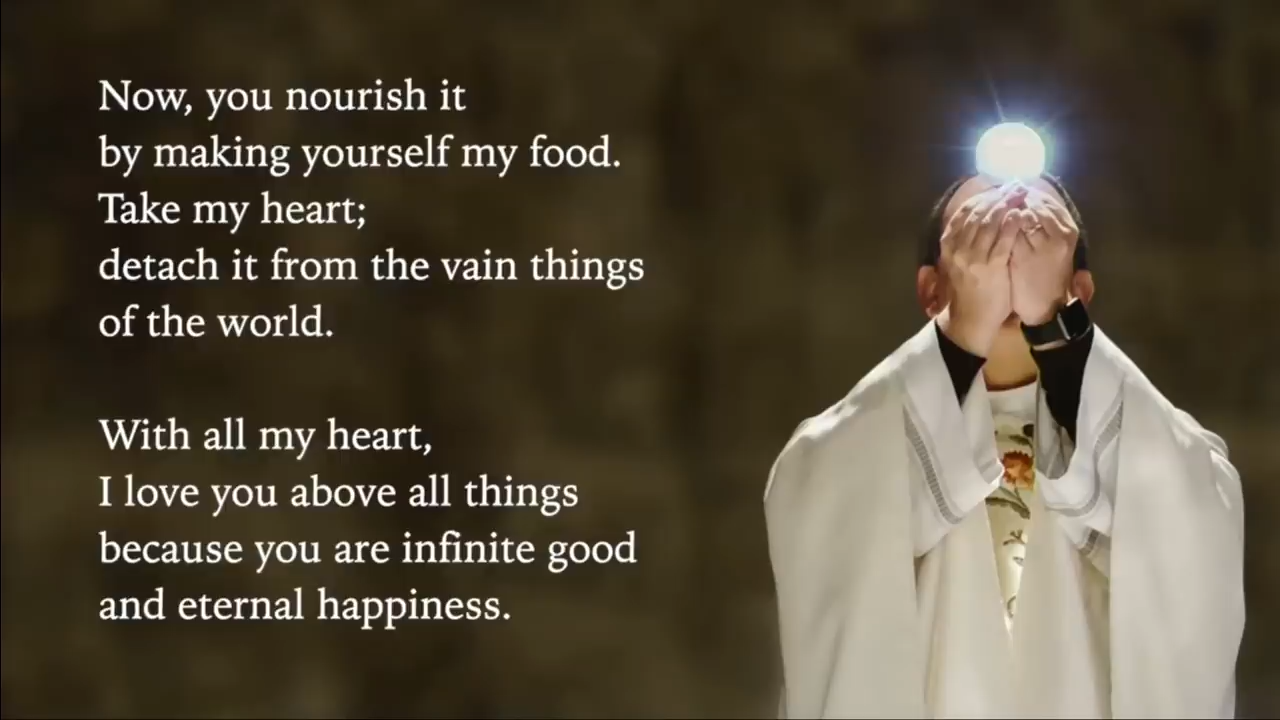 Now, you nourish it
by making yourself my food.
Take my heart;
detach it from the vain things
of the world.
With all my heart,
I love you above all things
because you are infinite good
and eternal happiness.